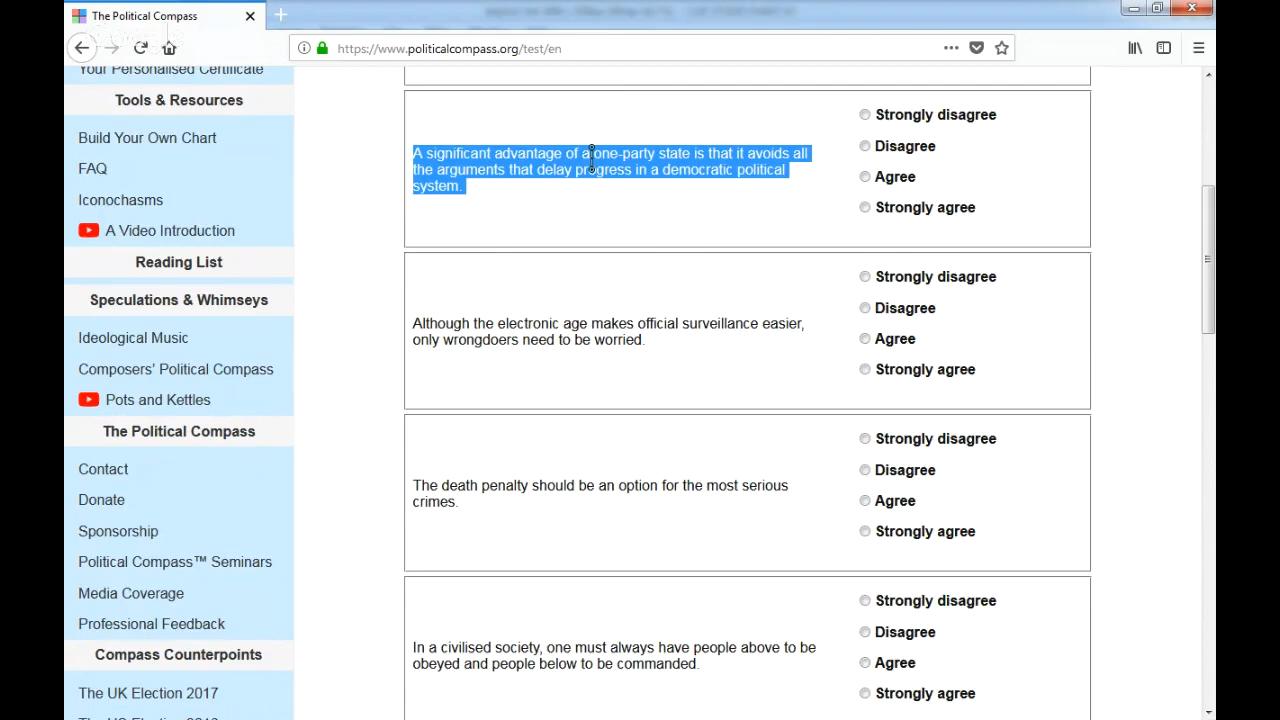 The Political Compass
https://www.politicalcompass.org/test/en
Your Personalised Certificate
Tools & Resources
Build Your Own Chart
FAQ
Iconochasms
A Video Introduction
Reading List
Speculations & Whimseys
Ideological Music
Composers' Political Compass
Pots and Kettles
The Political Compass
Contact
Donate
Sponsorship
Political Compass™ Seminars
Media Coverage
Professional Feedback
Compass Counterpoints
The UK Election 2017
A significant advantage of a one-party state is that it avoids all
the arguments that delay progress in a democratic political
system.
Strongly disagree
Disagree
Agree
Strongly agree
Although the electronic age makes official surveillance easier,
only wrongdoers need to be worried.
Strongly disagree
Disagree
Agree
Strongly agree
The death penalty should be an option for the most serious
crimes.
Strongly disagree
Disagree
Agree
Strongly agree
In a civilised society, one must always have people above to be
obeyed and people below to be commanded.
Strongly disagree
Disagree
Agree
Strongly agree